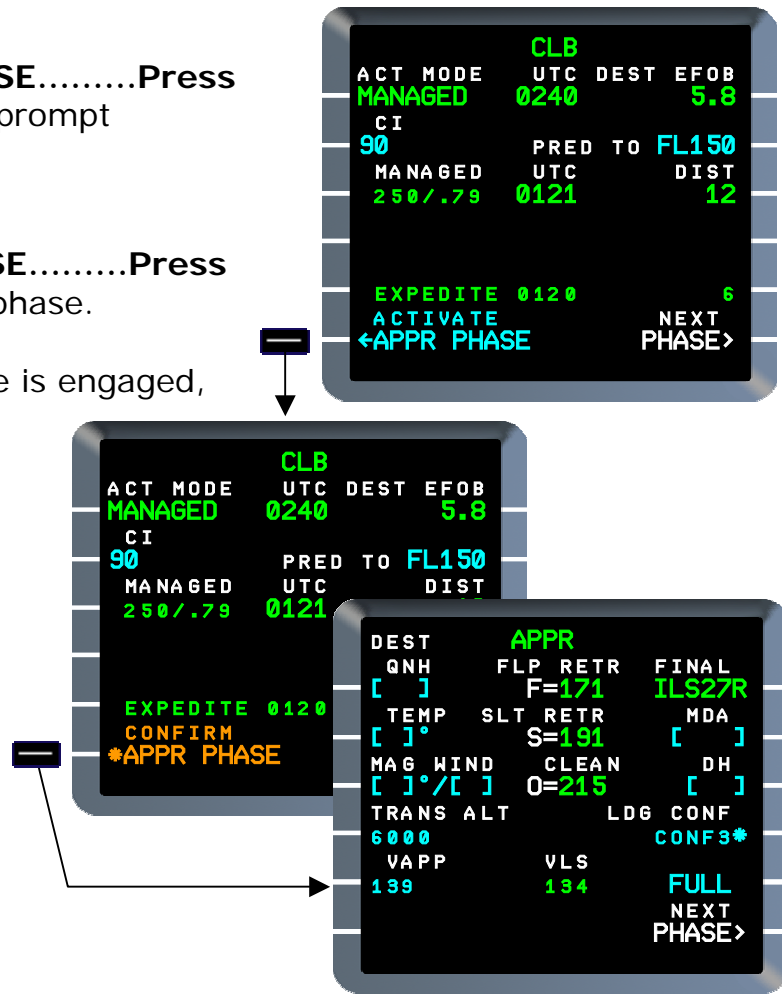 SE.........Press
prompt
SE.........Press
phase.
e is engaged,
CLB
ACT MODE UTC DEST EFOB
MANAGED 0240 5.8
CI
90 PRED TO FL150
MANAGED UTC DIST
250/.79 0121 12
EXPEDITE 0120 6
ACTIVATE NEXT
←APPR PHASE PHASE>
CLB
ACT MODE UTC DEST EFOB
MANAGED 0240 5.8
CI
90 PRED TO FL150
MANAGED UTC DIST
250/.79 0121
EXPEDITE 0120
CONFIRM
*APPR PHASE
DEST APPR
QNH FLP RETR FINAL
[ ] F=171 ILS27R
TEMP SLT RETR MDA
[ ]° S=191 [ ]
MAG WIND CLEAN DH
[ ]°/[ ] O=215 [ ]
TRANS ALT LDG CONF
6000 CONF3*
VAPP VLS
139 134 FULL
NEXT
PHASE>